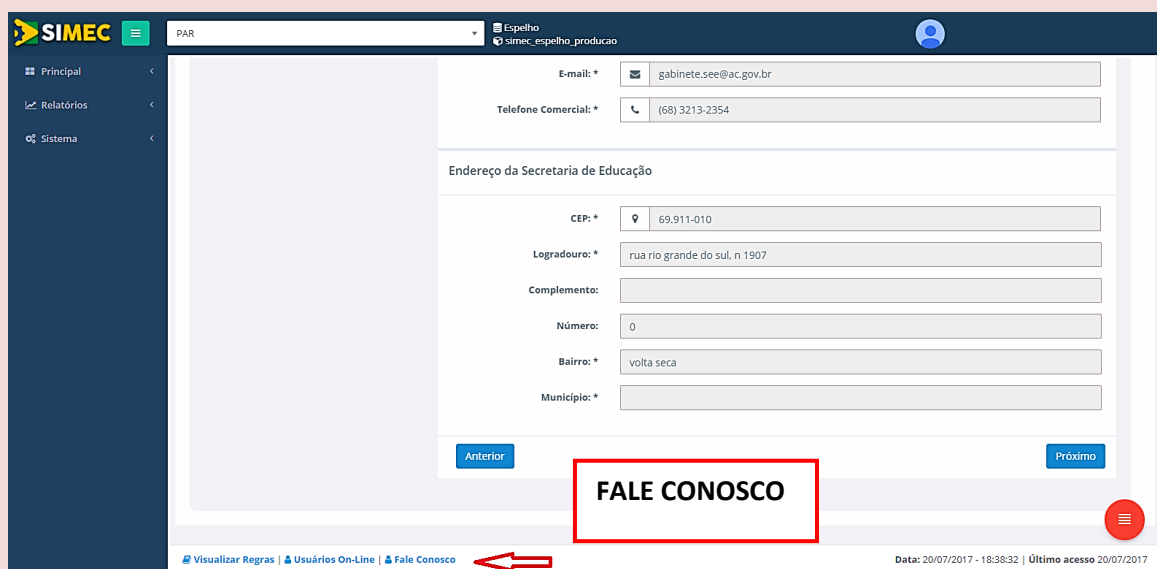 SIMEC
PAR
Espelho
simec_espelho_producao
Principal
Relatórios
Sistema
E-mail: * gabinete.see@ac.gov.br
Telefone Comercial: * (68) 3213-2354
Endereço da Secretaria de Educação
CEP: * 69.911-010
Logradouro: * rua rio grande do sul, n 1907
Complemento:
Número: 0
Bairro: * volta seca
Município: *
Anterior
Próximo
FALE CONOSCO
Visualizar Regras | Usuários On-Line | Fale Conosco
Data: 20/07/2017 - 18:38:32 | Último acesso 20/07/2017